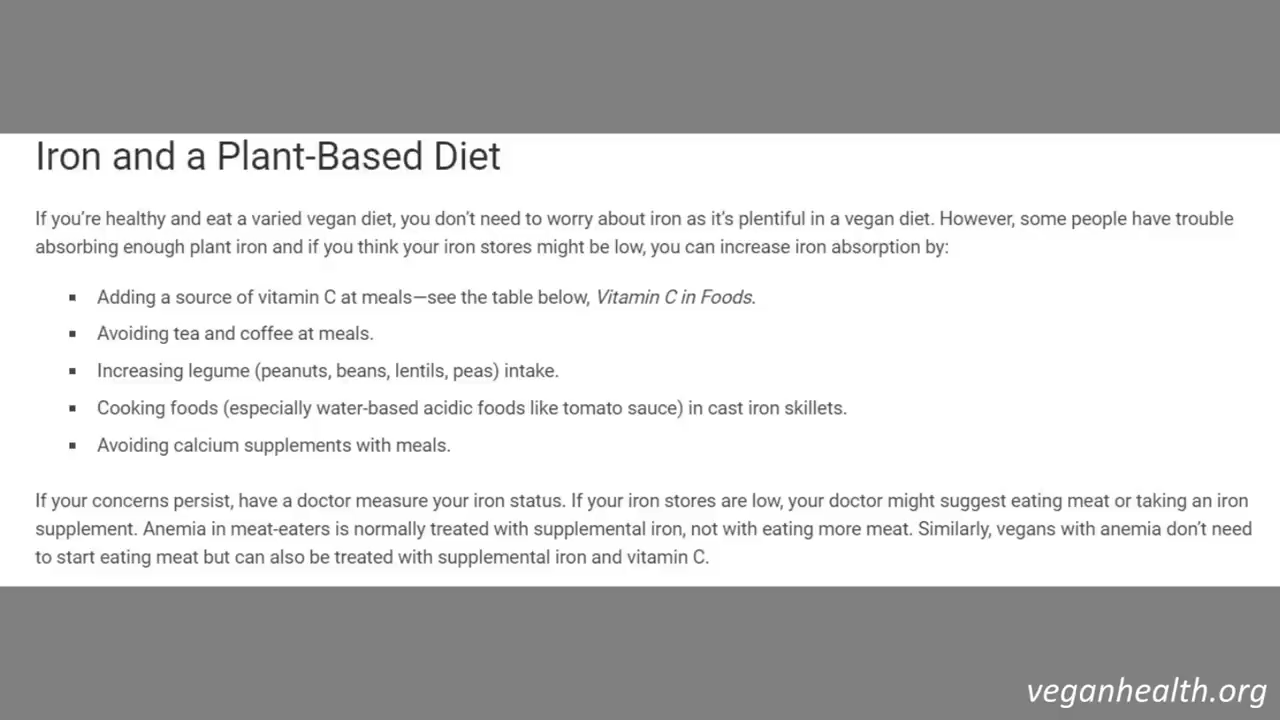 Iron and a Plant-Based Diet
If you’re healthy and eat a varied vegan diet, you don’t need to worry about iron as it’s plentiful in a vegan diet. However, some people have trouble
absorbing enough plant iron and if you think your iron stores might be low, you can increase iron absorption by:
▪ Adding a source of vitamin C at meals—see the table below, Vitamin C in Foods.
▪ Avoiding tea and coffee at meals.
▪ Increasing legume (peanuts, beans, lentils, peas) intake.
▪ Cooking foods (especially water-based acidic foods like tomato sauce) in cast iron skillets.
▪ Avoiding calcium supplements with meals.
If your concerns persist, have a doctor measure your iron status. If your iron stores are low, your doctor might suggest eating meat or taking an iron
supplement. Anemia in meat-eaters is normally treated with supplemental iron, not with eating more meat. Similarly, vegans with anemia don’t need
to start eating meat but can also be treated with supplemental iron and vitamin C.
veganhealth.org